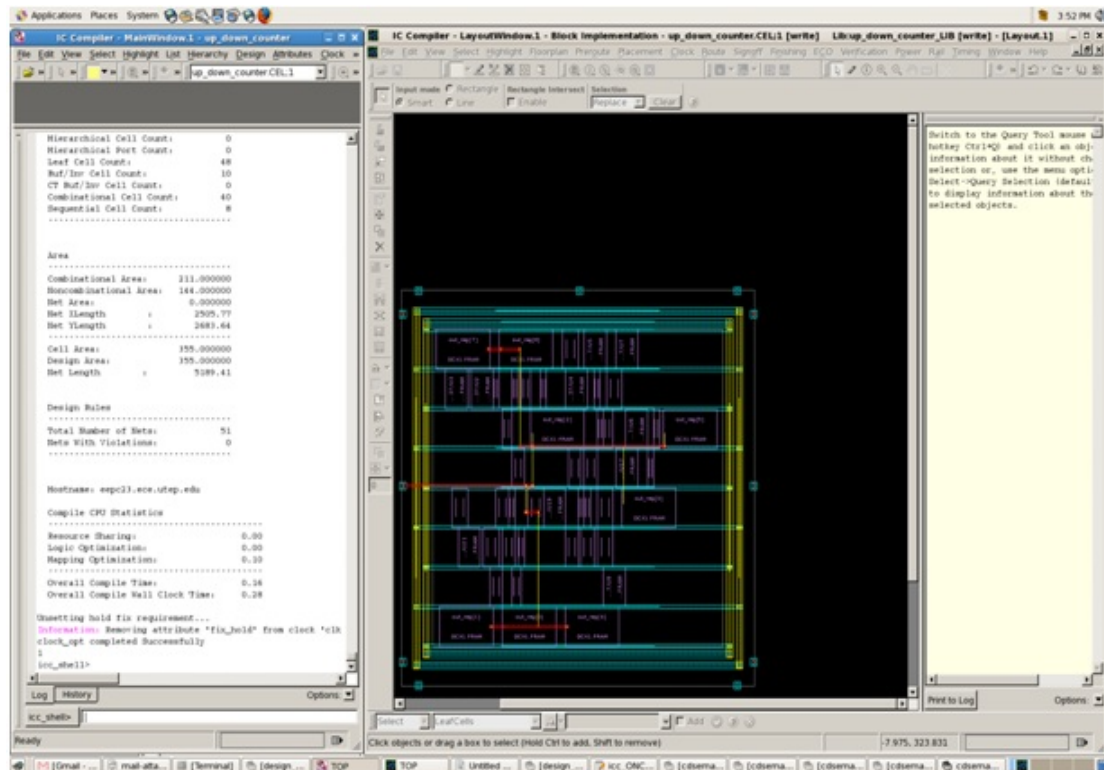 Applications Places System
3:52 PM
IC Compiler - MainWindow.1 - up_down_counter
IC Compiler - LayoutWindow.1 - Block Implementation - up_down_counter.CEL;1 [write] Lib:up_down_counter_LIB [write] - [Layout.1]
File Edit View Select Highlight List Hierarchy Design Attributes Clock »
File Edit View Select Highlight Floorplan Preroute Placement Clock Route Signoff Finishing ECO Verification Power Rail Timing Window Help
up_down_counter.CEL;1
Input mode Rectangle Rectangle Intersect Selection
Smart Line Enable Replace Clear
Hierarchical Cell Count: 0
Hierarchical Port Count: 0
Leaf Cell Count: 48
Buf/Inv Cell Count: 10
CT Buf/Inv Cell Count: 0
Combinational Cell Count: 40
Sequential Cell Count: 8
Area
Combinational Area: 211.000000
Noncombinational Area: 144.000000
Net Area: 0.000000
Net XLength : 2505.77
Net YLength : 2683.64
Cell Area: 355.000000
Design Area: 355.000000
Net Length : 5189.41
Design Rules
Total Number of Nets: 51
Nets With Violations: 0
Hostname: eepc23.ece.utep.edu
Compile CPU Statistics
Resource Sharing: 0.00
Logic Optimization: 0.00
Mapping Optimization: 0.10
Overall Compile Time: 0.16
Overall Compile Wall Clock Time: 0.28
Unsetting hold fix requirement...
Information: Removing attribute "fix_hold" from clock 'clk
clock_opt completed Successfully
1
icc_shell>
Log History Options:
icc_shell>
Ready
Switch to the Query Tool mouse
hotkey Ctrl+Q) and click an obj
information about it without ch
selection or, use the menu opti
Select->Query Selection (defaul
to display information about th
selected objects.
Print to Log Options:
Select LeafCells Add
Click objects or drag a box to select (Hold Ctrl to add, Shift to remove) -7.975, 323.831
[Gmail - ... mail-atta... [Terminal] [design ... TOP TOP Untitled ... [design ... icc_ONC... [cdsema... [cdsema... [cdsema... [cdsema... cdsema...